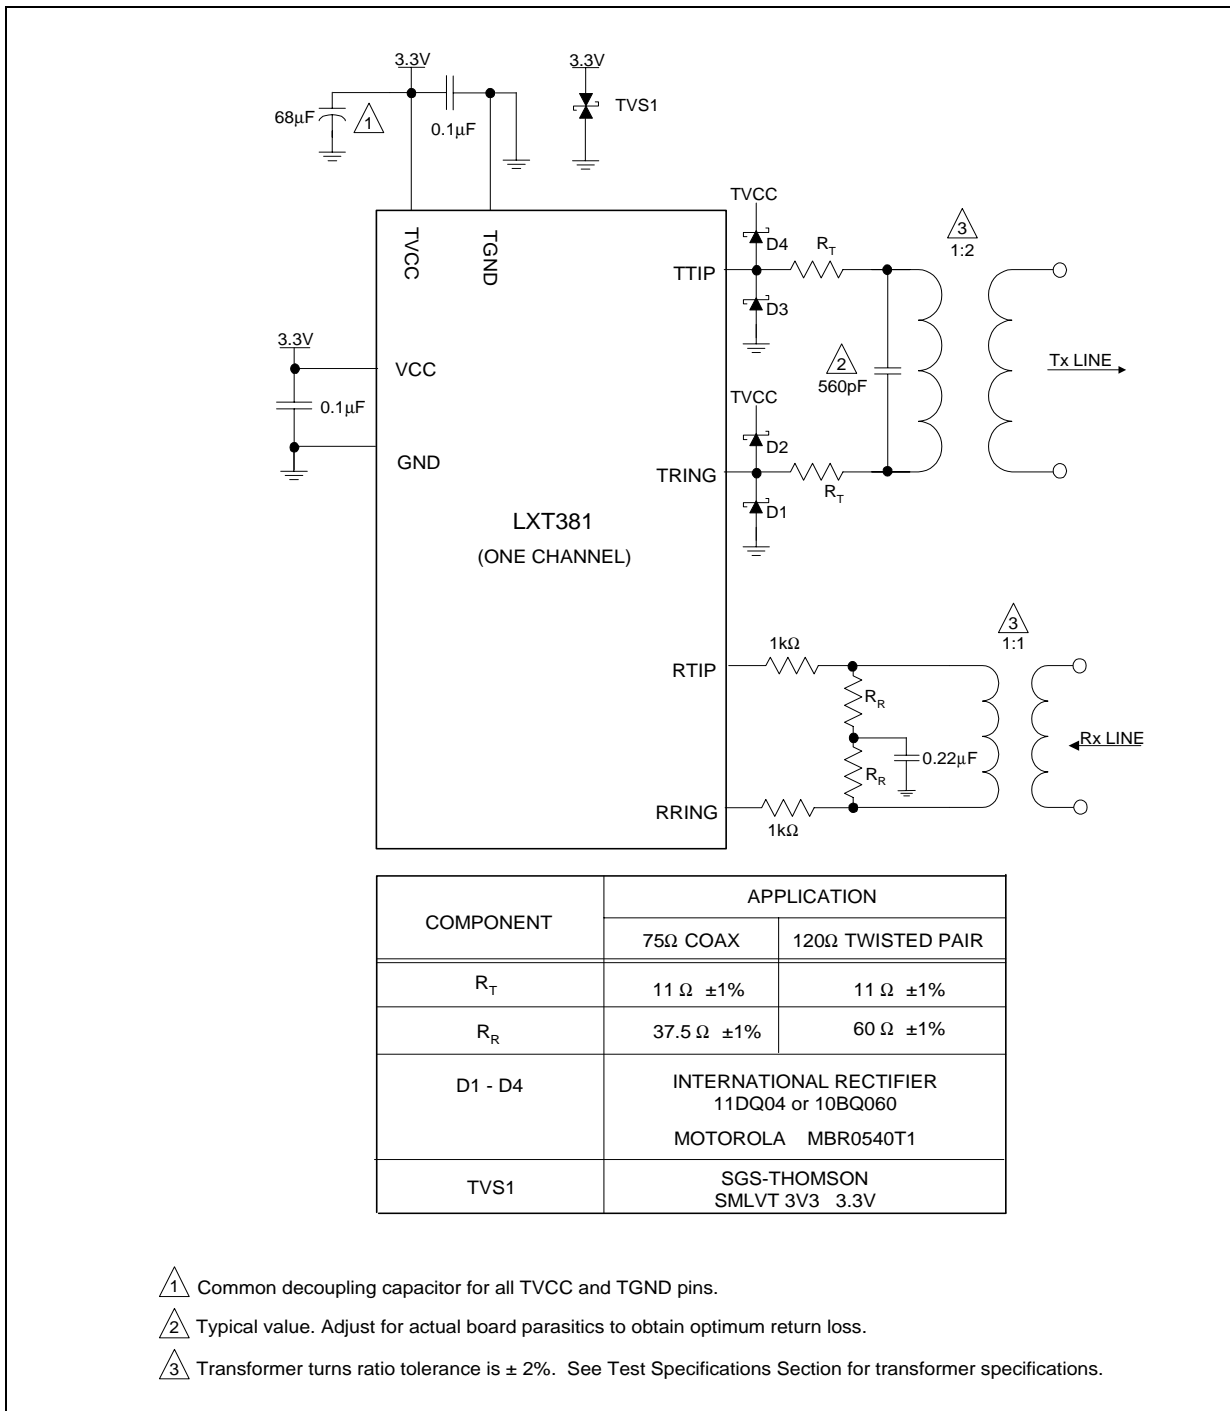 3.3V
3.3V
68μF
1
0.1μF
TVS1
TVCC
TGND
TVCC
D4
R_T
3
1:2
TTIP
D3
3.3V
VCC
0.1μF
2
560pF
Tx LINE
TVCC
GND
D2
TRING
R_T
D1
LXT381
(ONE CHANNEL)
3
1:1
1kΩ
RTIP
R_R
Rx LINE
0.22μF
R_R
RRING
1kΩ
COMPONENT
APPLICATION
75Ω COAX
120Ω TWISTED PAIR
R_T
11 Ω ±1%
11 Ω ±1%
R_R
37.5 Ω ±1%
60 Ω ±1%
D1 - D4
INTERNATIONAL RECTIFIER
11DQ04 or 10BQ060
MOTOROLA MBR0540T1
TVS1
SGS-THOMSON
SMLVT 3V3 3.3V
1 Common decoupling capacitor for all TVCC and TGND pins.
2 Typical value. Adjust for actual board parasitics to obtain optimum return loss.
3 Transformer turns ratio tolerance is ± 2%. See Test Specifications Section for transformer specifications.